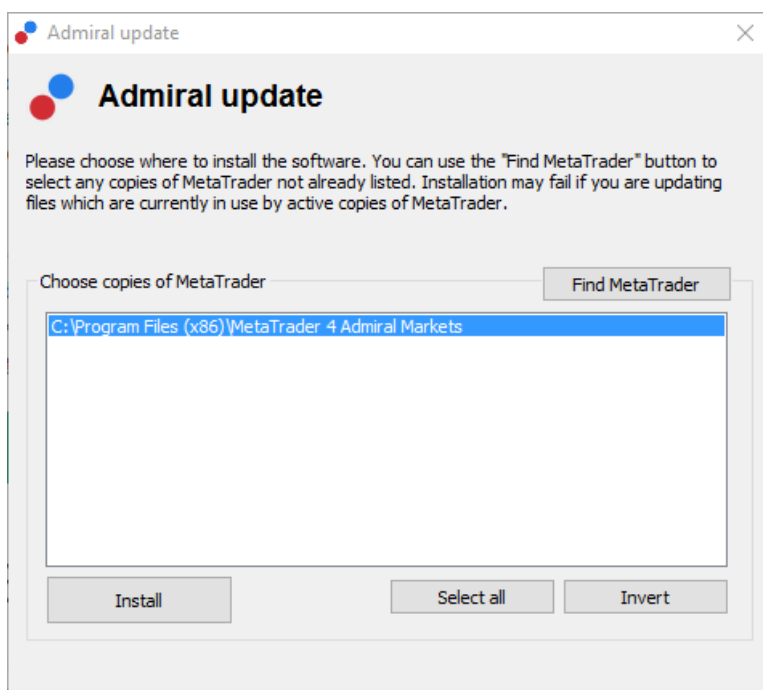 Admiral update
Admiral update
Please choose where to install the software. You can use the "Find MetaTrader" button to
select any copies of MetaTrader not already listed. Installation may fail if you are updating
files which are currently in use by active copies of MetaTrader.
Choose copies of MetaTrader
Find MetaTrader
C:\Program Files (x86)\MetaTrader 4 Admiral Markets
Install
Select all
Invert